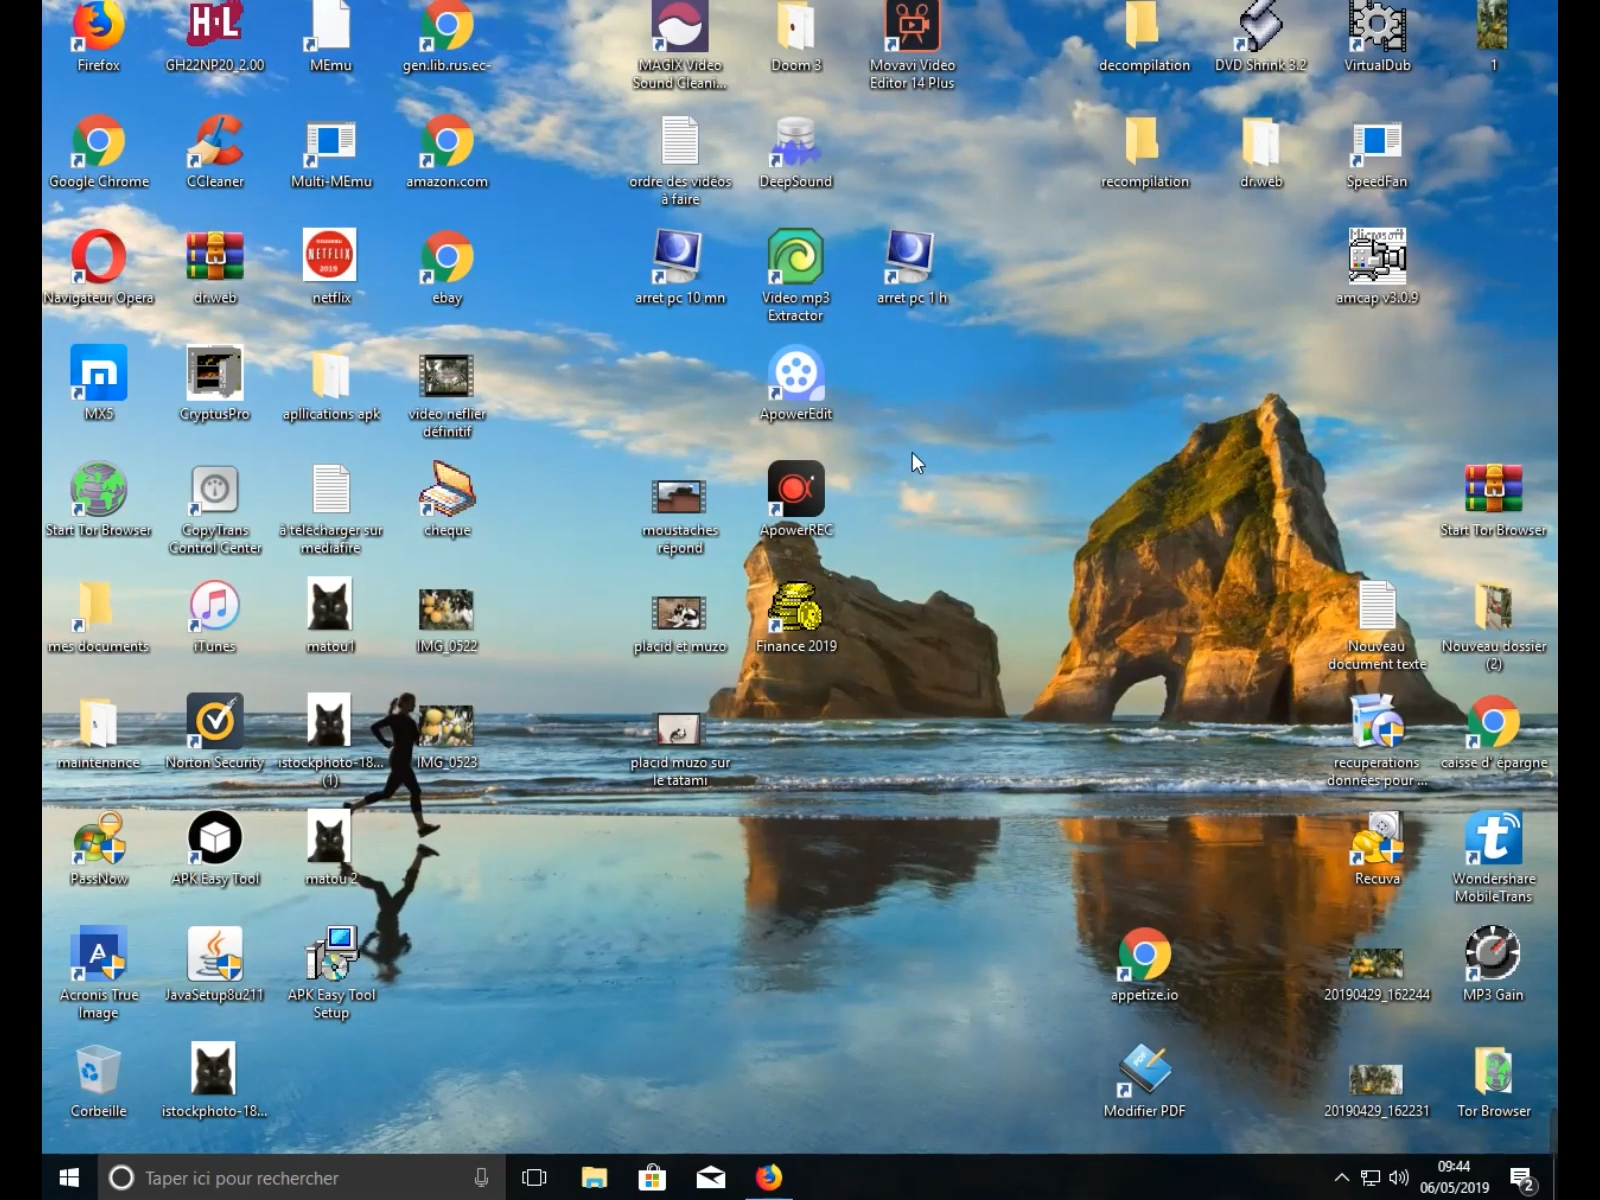 H·L
Firefox
GH22NP20_2.00
MEmu
gen.lib.rus.ec-
MAGIX Video
Sound Cleani...
Doom 3
Movavi Video
Editor 14 Plus
decompilation
DVD Shrink 3.2
VirtualDub
1
Google Chrome
CCleaner
Multi-MEmu
amazon.com
ordre des vidéos
à faire
DeepSound
recompilation
dr.web
SpeedFan
NETFLIX
2019
Microsoft
Navigateur Opera
dr.web
netflix
ebay
arret pc 10 mn
Video mp3
Extractor
arret pc 1 h
amcap v3.0.9
MX5
CryptusPro
apllications apk
video neflier
définitif
ApowerEdit
Start Tor Browser
CopyTrans
Control Center
à télécharger sur
mediafire
cheque
moustaches
répond
ApowerREC
Start Tor Browser
mes documents
iTunes
matou1
IMG_0522
placid et muzo
Finance 2019
Nouveau
document texte
Nouveau dossier
(2)
maintenance
Norton Security
istockphoto-18...
(1)
IMG_0523
placid muzo sur
le tatami
recuperations
données pour ...
caisse d' épargne
PassNow
APK Easy Tool
matou 2
Recuva
Wondershare
MobileTrans
A
Acronis True
Image
JavaSetup8u211
APK Easy Tool
Setup
appetize.io
20190429_162244
MP3 Gain
PDF
Corbeille
istockphoto-18...
Modifier PDF
20190429_162231
Tor Browser
Taper ici pour rechercher
09:44
06/05/2019
2